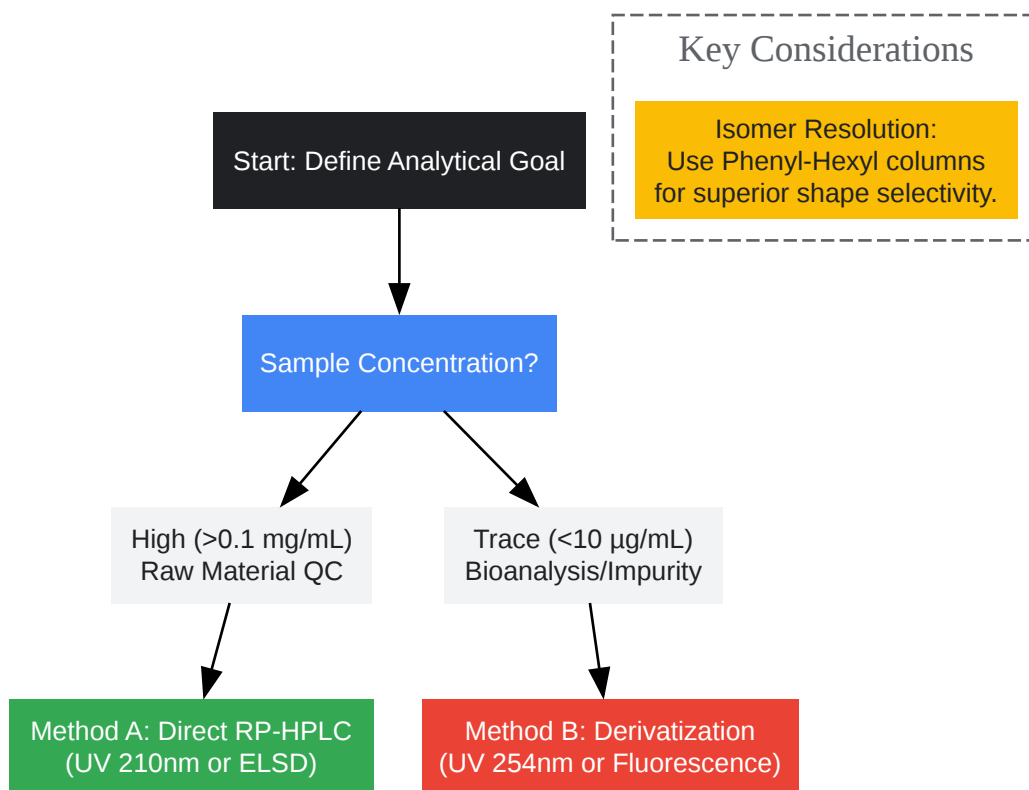 Key Considerations
Isomer Resolution:
Use Phenyl-Hexyl columns
for superior shape selectivity.
Start: Define Analytical Goal
Sample Concentration?
High (>0.1 mg/mL)
Raw Material QC
Trace (<10 µg/mL)
Bioanalysis/Impurity
Method A: Direct RP-HPLC
(UV 210nm or ELSD)
Method B: Derivatization
(UV 254nm or Fluorescence)